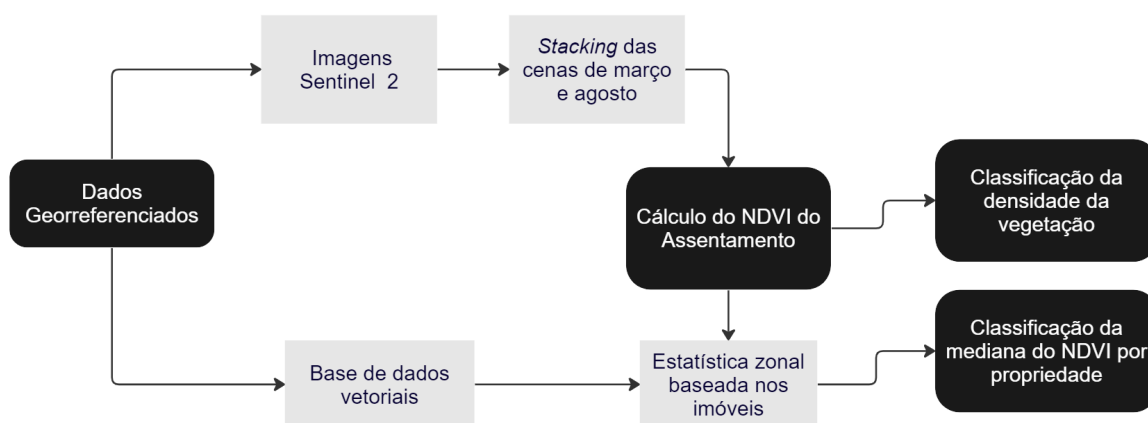 Imagens
Sentinel 2
Stacking das
cenas de março
e agosto
Dados
Georreferenciados
Cálculo do NDVI do
Assentamento
Classificação da
densidade da
vegetação
Base de dados
vetoriais
Estatística zonal
baseada nos
imóveis
Classificação da
mediana do NDVI por
propriedade